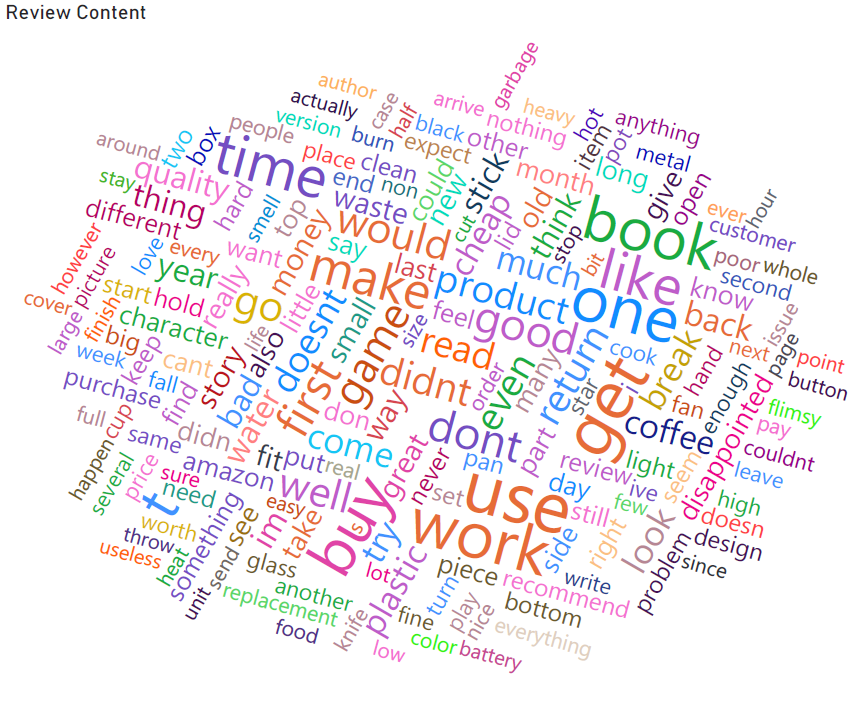 Review Content
garbage
author
actually
case
half
arrive
heavy
nothing
hot
anything
version
burn
black
expect
other
item
pot
metal
people
box
two
around
time
place
clean
end
non
could
new
stick
month
long
give
open
stay
quality
thing
hard
smell
top
waste
cut
cheap
lid
old
think
stop
book
ever
hour
customer
different
however
picture
love
every
year
want
money
say
would
last
much
bit
like
poor
whole
second
know
cover
large
finish
start
hold
really
go
little
make
product
one
back
issue
character
big
week
keep
fall
cant
story
life
also
doesnt
small
game
size
feel
good
read
return
cook
break
next
page
point
button
hand
purchase
find
bad
first
didnt
order
even
many
star
i
get
fan
enough
flimsy
pay
full
cup
same
didn
water
don
way
come
dont
part
coffee
disappointed
couldnt
happen
several
price
sure
amazon
fit
put
real
great
never
pan
review
ive
light
seem
leave
t
need
well
set
use
day
few
high
something
see
im
easy
take
s
buy
try
work
still
right
look
doesn
worth
throw
useless
heat
send
unit
glass
lot
plastic
piece
side
problem
design
since
another
replacement
turn
recommend
write
bottom
food
knife
fine
play
nice
everything
low
color
battery